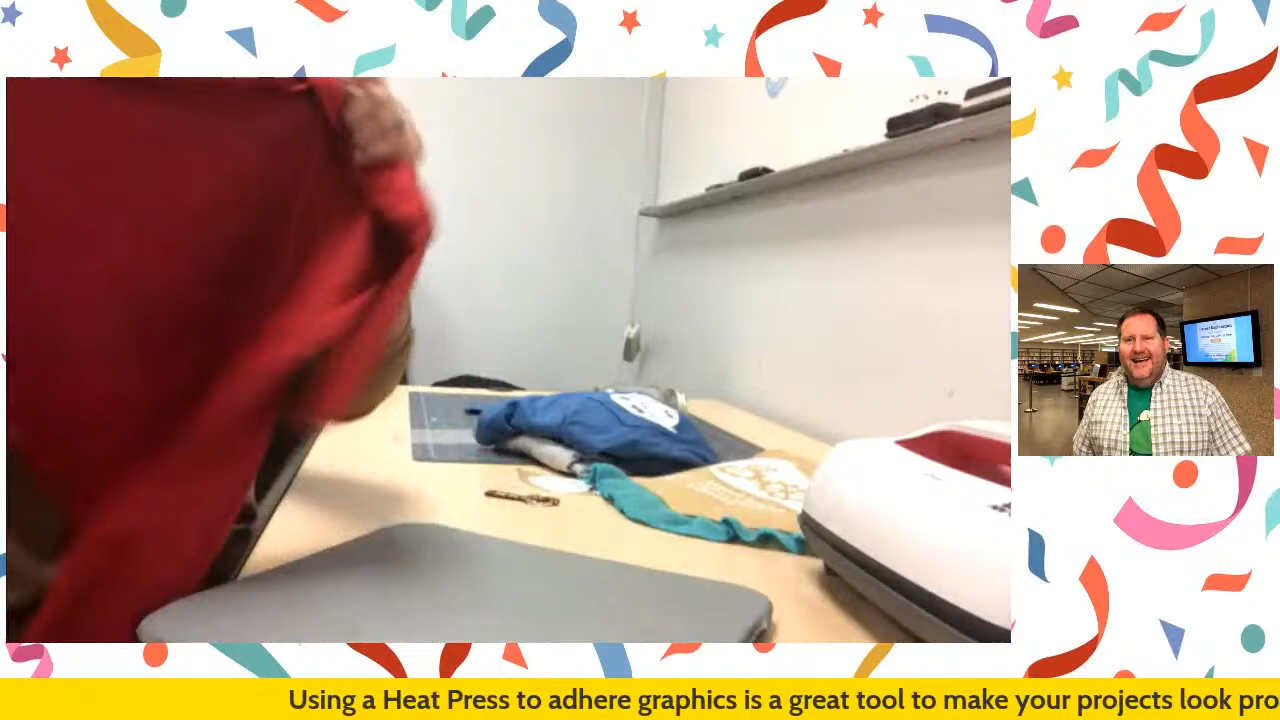 Using a Heat Press to adhere graphics is a great tool to make your projects look pro